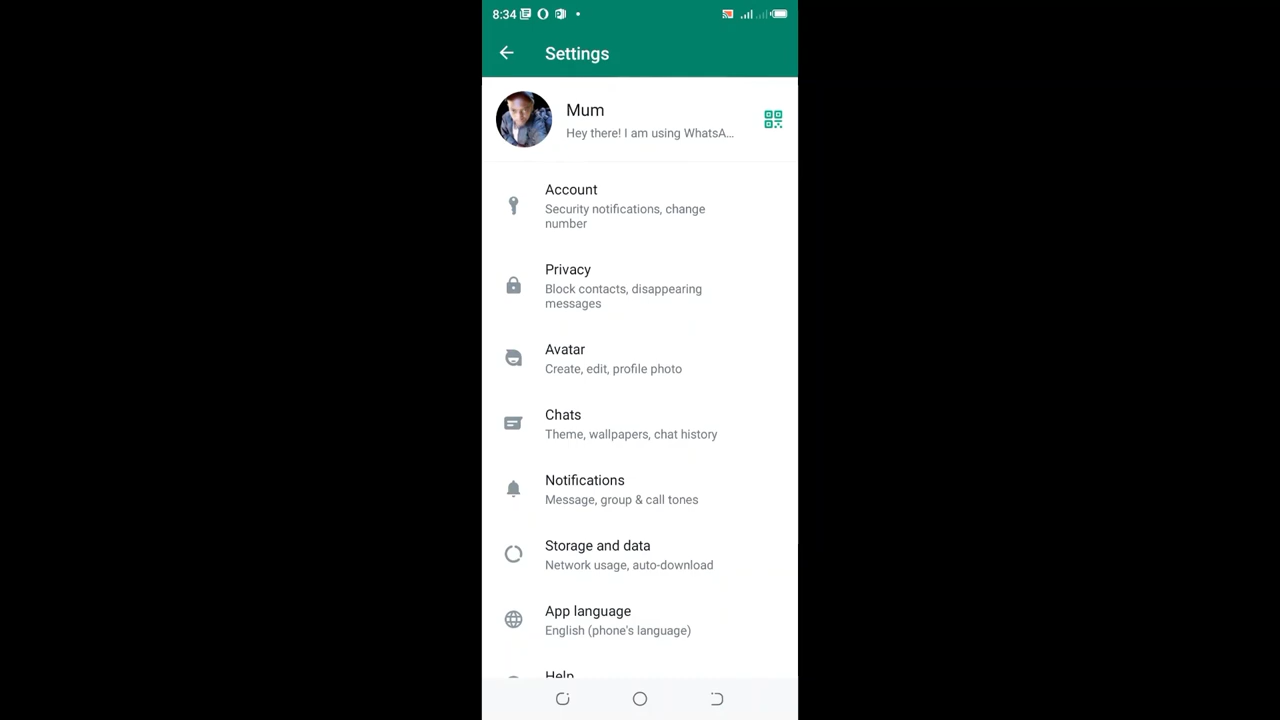 8:34
Settings
Mum
Hey there! I am using WhatsA...
Account
Security notifications, change
number
Privacy
Block contacts, disappearing
messages
Avatar
Create, edit, profile photo
Chats
Theme, wallpapers, chat history
Notifications
Message, group & call tones
Storage and data
Network usage, auto-download
App language
English (phone's language)
Help